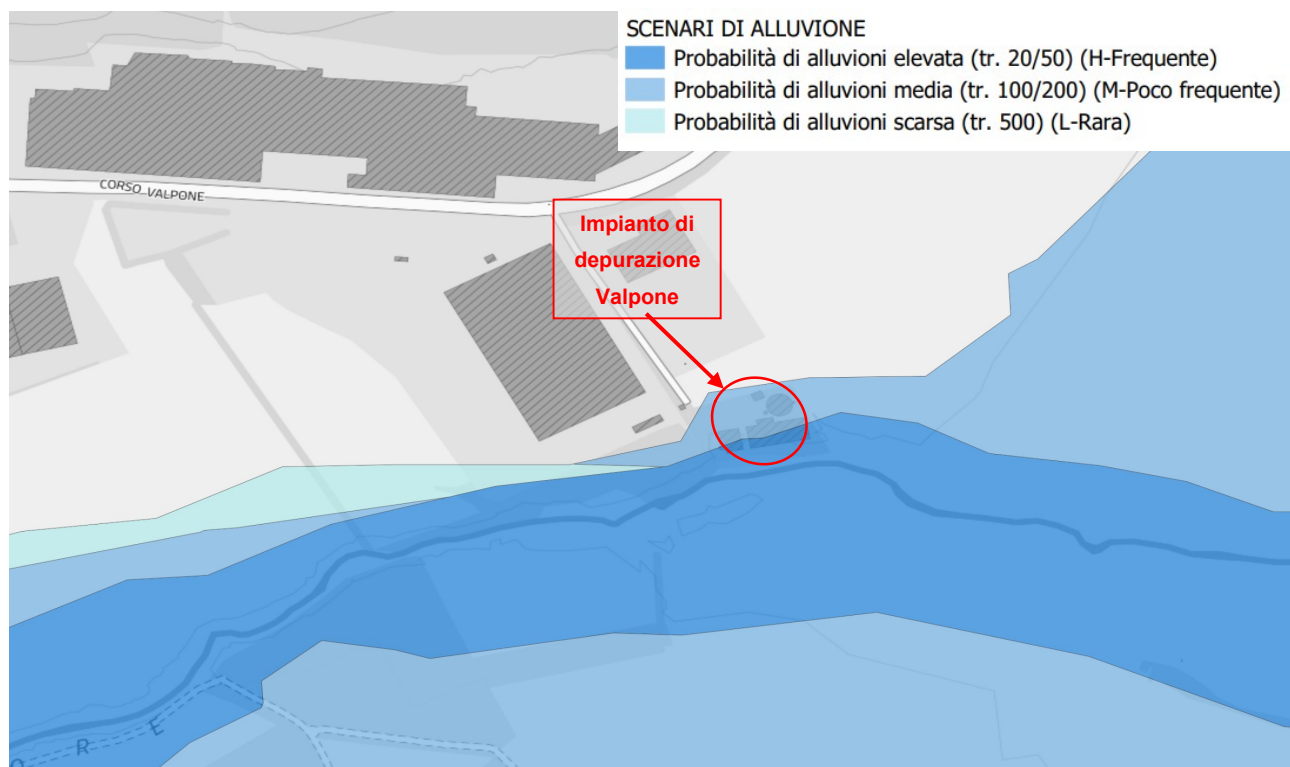 SCENARI DI ALLUVIONE
Probabilità di alluvioni elevata (tr. 20/50) (H-Frequente)
Probabilità di alluvioni media (tr. 100/200) (M-Poco frequente)
Probabilità di alluvioni scarsa (tr. 500) (L-Rara)
CORSO VALPONE
Impianto di
depurazione
Valpone
R E